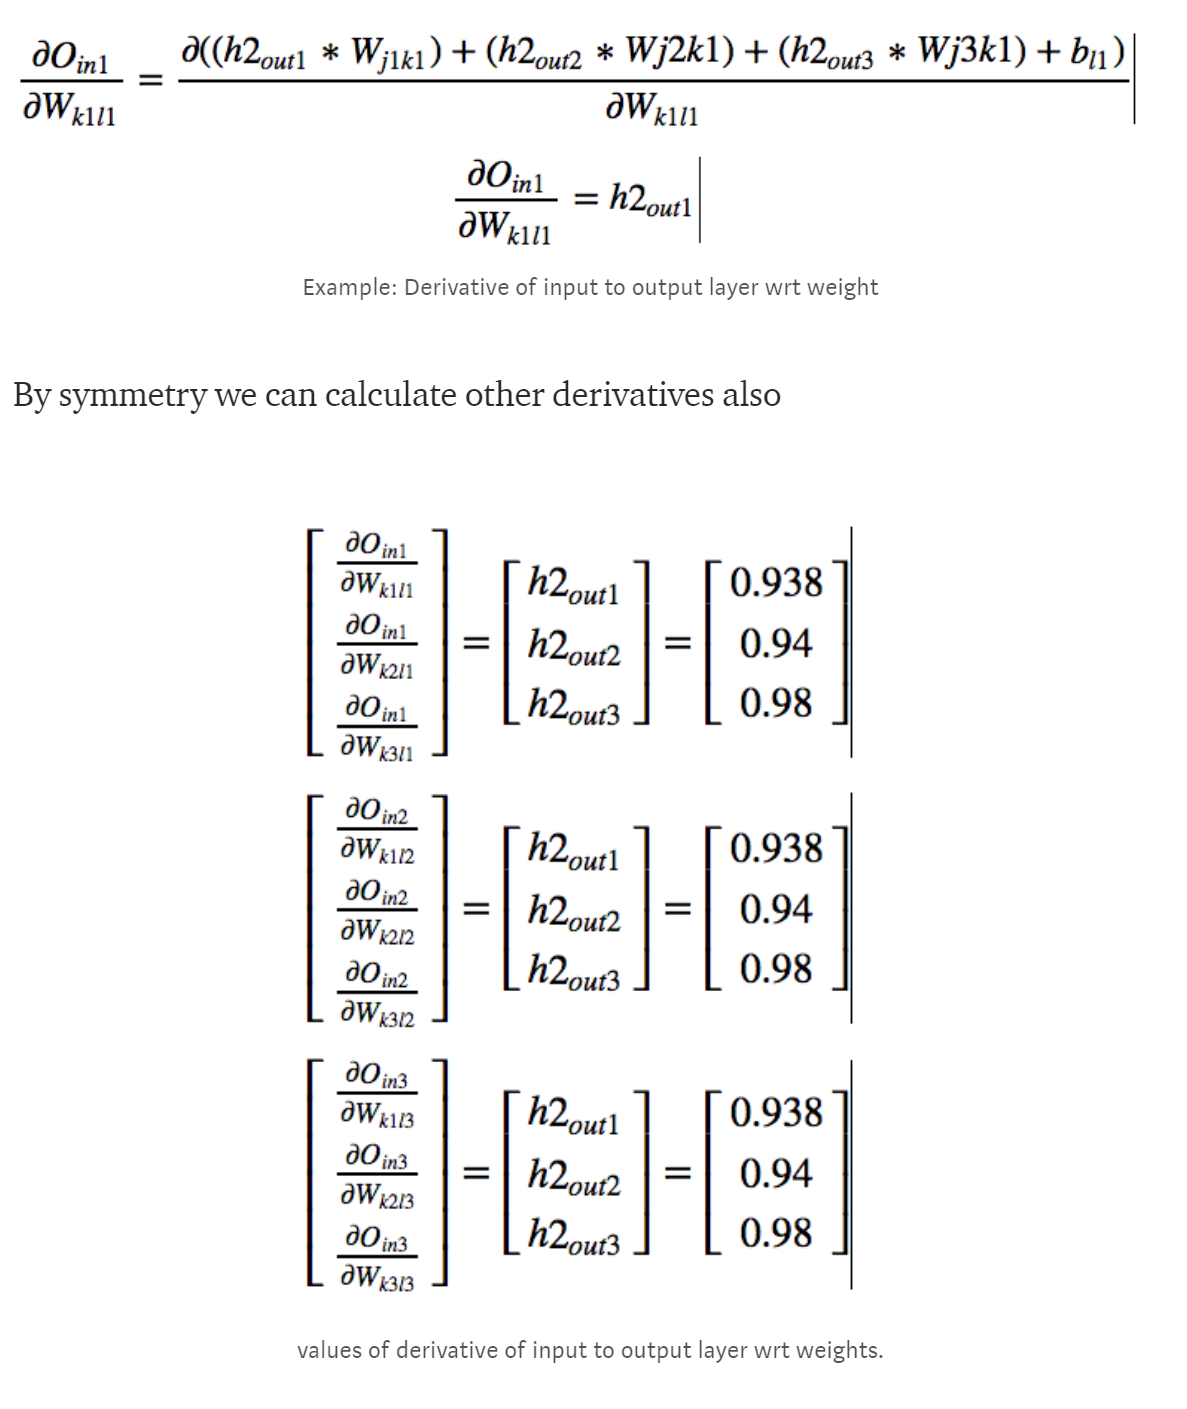 ∂O_in1 / ∂W_k1l1 = ∂((h2_out1 * W_j1k1) + (h2_out2 * Wj2k1) + (h2_out3 * Wj3k1) + b_l1) / ∂W_k1l1
∂O_in1 / ∂W_k1l1 = h2_out1
Example: Derivative of input to output layer wrt weight
By symmetry we can calculate other derivatives also
[ ∂O_in1 / ∂W_k1l1 ] = [ h2_out1 ] = [ 0.938 ]
[ ∂O_in1 / ∂W_k2l1 ] = [ h2_out2 ] = [ 0.94 ]
[ ∂O_in1 / ∂W_k3l1 ] = [ h2_out3 ] = [ 0.98 ]
[ ∂O_in2 / ∂W_k1l2 ] = [ h2_out1 ] = [ 0.938 ]
[ ∂O_in2 / ∂W_k2l2 ] = [ h2_out2 ] = [ 0.94 ]
[ ∂O_in2 / ∂W_k3l2 ] = [ h2_out3 ] = [ 0.98 ]
[ ∂O_in3 / ∂W_k1l3 ] = [ h2_out1 ] = [ 0.938 ]
[ ∂O_in3 / ∂W_k2l3 ] = [ h2_out2 ] = [ 0.94 ]
[ ∂O_in3 / ∂W_k3l3 ] = [ h2_out3 ] = [ 0.98 ]
values of derivative of input to output layer wrt weights.